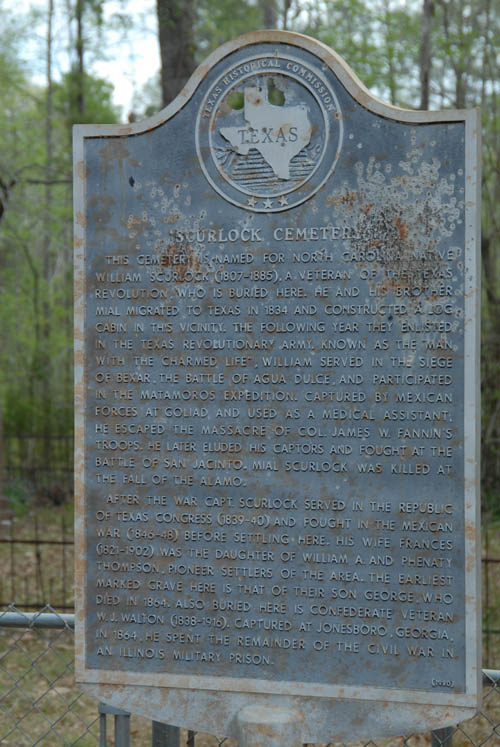 TEXAS HISTORICAL COMMISSION
TEXAS
SCURLOCK CEMETERY
THIS CEMETERY IS NAMED FOR NORTH CAROLINA NATIVE
WILLIAM SCURLOCK (1807-1885), A VETERAN OF THE TEXAS
REVOLUTION, WHO IS BURIED HERE. HE AND HIS BROTHER
MIAL MIGRATED TO TEXAS IN 1834 AND CONSTRUCTED A LOG
CABIN IN THIS VICINITY. THE FOLLOWING YEAR THEY ENLISTED
IN THE TEXAS REVOLUTIONARY ARMY. KNOWN AS THE "MAN
WITH THE CHARMED LIFE", WILLIAM SERVED IN THE SIEGE
OF BEXAR, THE BATTLE OF AGUA DULCE, AND PARTICIPATED
IN THE MATAMOROS EXPEDITION. CAPTURED BY MEXICAN
FORCES AT GOLIAD AND USED AS A MEDICAL ASSISTANT,
HE ESCAPED THE MASSACRE OF COL. JAMES W. FANNIN'S
TROOPS. HE LATER ELUDED HIS CAPTORS AND FOUGHT AT THE
BATTLE OF SAN JACINTO. MIAL SCURLOCK WAS KILLED AT
THE FALL OF THE ALAMO.
AFTER THE WAR CAPT. SCURLOCK SERVED IN THE REPUBLIC
OF TEXAS CONGRESS (1839-40) AND FOUGHT IN THE MEXICAN
WAR (1846-48) BEFORE SETTLING HERE. HIS WIFE FRANCES
(1821-1902) WAS THE DAUGHTER OF WILLIAM A. AND PHENATY
THOMPSON, PIONEER SETTLERS OF THE AREA. THE EARLIEST
MARKED GRAVE HERE IS THAT OF THEIR SON GEORGE, WHO
DIED IN 1864. ALSO BURIED HERE IS CONFEDERATE VETERAN
W. J. WALTON (1838-1916). CAPTURED AT JONESBORO, GEORGIA,
IN 1864, HE SPENT THE REMAINDER OF THE CIVIL WAR IN
AN ILLINOIS MILITARY PRISON.